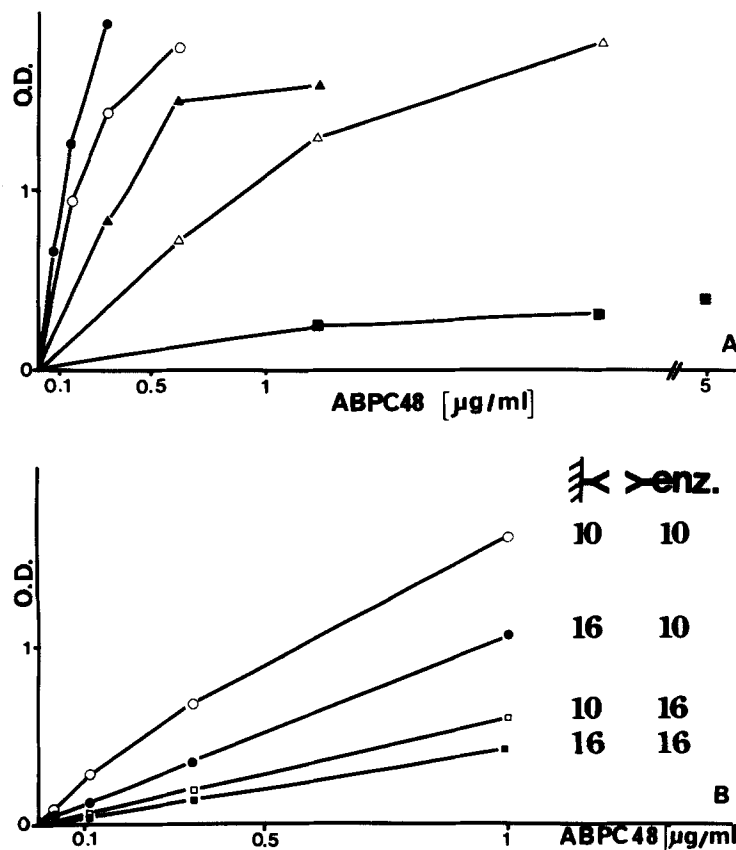 O.D.
1
0
0.1 0.5 1 5
A
ABPC48 [µg/ml]
enz.
10 10
O.D.
16 10
1
10 16
16 16
B
0
0.1 0.5 1 ABPC48 [µg/ml